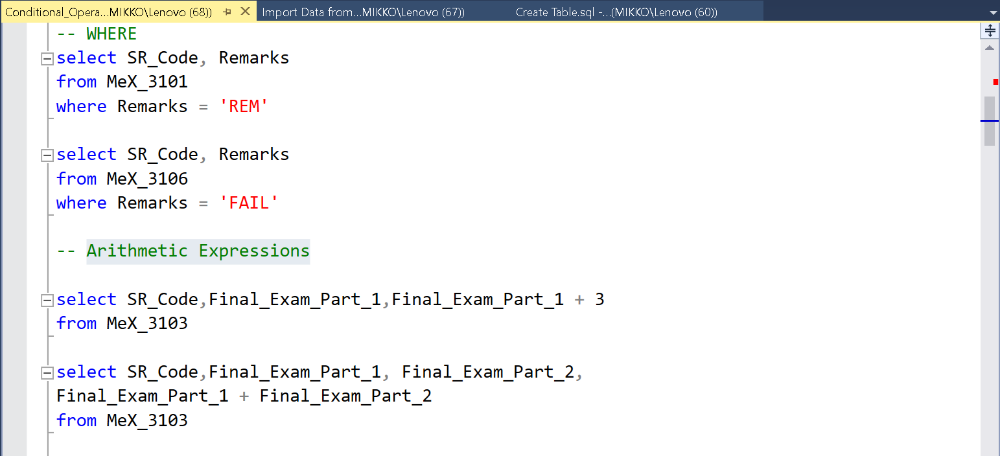 Conditional_Opera...MIKKO\Lenovo (68)) Import Data from...MIKKO\Lenovo (67)) Create Table.sql -...(MIKKO\Lenovo (60))
-- WHERE
select SR_Code, Remarks
from MeX_3101
where Remarks = 'REM'
select SR_Code, Remarks
from MeX_3106
where Remarks = 'FAIL'
-- Arithmetic Expressions
select SR_Code,Final_Exam_Part_1,Final_Exam_Part_1 + 3
from MeX_3103
select SR_Code,Final_Exam_Part_1, Final_Exam_Part_2,
Final_Exam_Part_1 + Final_Exam_Part_2
from MeX_3103